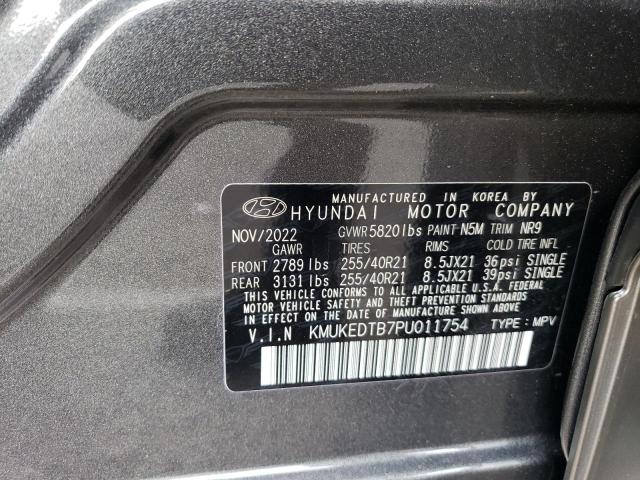 MANUFACTURED IN KOREA BY
HYUNDAI MOTOR COMPANY
NOV/2022 GVWR 5820 lbs PAINT N5M TRIM NR9
GAWR TIRES RIMS COLD TIRE INFL
FRONT 2789 lbs 255/40R21 8.5JX21 36psi SINGLE
REAR 3131 lbs 255/40R21 8.5JX21 39psi SINGLE
THIS VEHICLE CONFORMS TO ALL APPLICABLE U.S.A. FEDERAL
MOTOR VEHICLE SAFETY AND THEFT PREVENTION STANDARDS
IN EFFECT ON THE DATE OF MANUFACTURE SHOWN ABOVE.
V.I.N KMUKEDTB7PU011754 TYPE : MPV